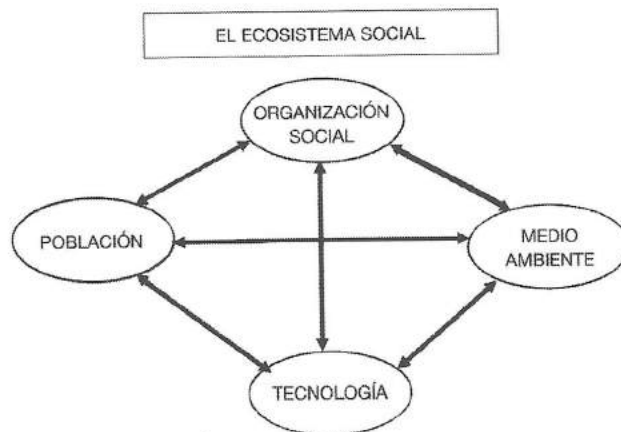 EL ECOSISTEMA SOCIAL
ORGANIZACIÓN
SOCIAL
POBLACIÓN
MEDIO
AMBIENTE
TECNOLOGÍA